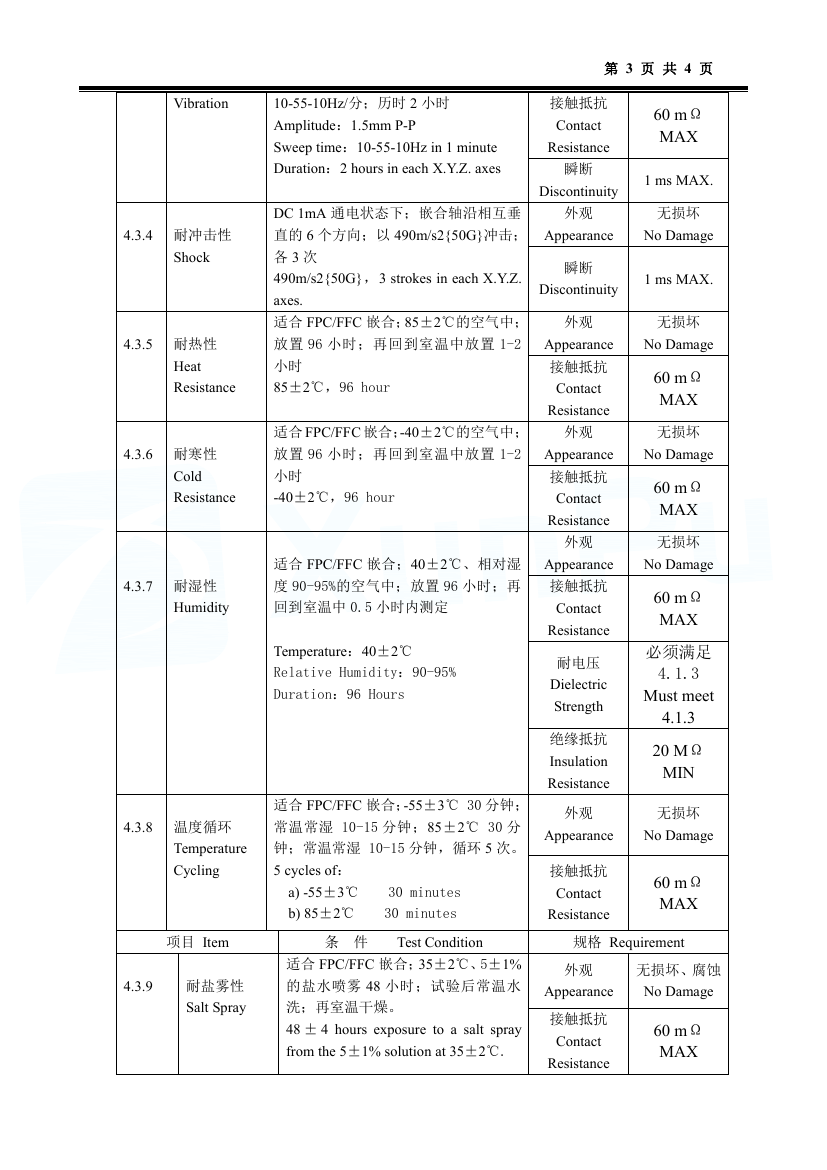 第 3 页 共 4 页
Vibration
10-55-10Hz/分；历时 2 小时
Amplitude：1.5mm P-P
Sweep time：10-55-10Hz in 1 minute
Duration：2 hours in each X.Y.Z. axes
接触抵抗
Contact
Resistance
60 mΩ
MAX
瞬断
Discontinuity
1 ms MAX.
4.3.4
耐冲击性
Shock
DC 1mA 通电状态下；嵌合轴沿相互垂
直的 6 个方向；以 490m/s2{50G}冲击；
各 3 次
490m/s2{50G}，3 strokes in each X.Y.Z.
axes.
外观
Appearance
无损坏
No Damage
瞬断
Discontinuity
1 ms MAX.
4.3.5
耐热性
Heat
Resistance
适合 FPC/FFC 嵌合；85±2℃的空气中；
放置 96 小时；再回到室温中放置 1-2
小时
85±2℃，96 hour
外观
Appearance
无损坏
No Damage
接触抵抗
Contact
Resistance
60 mΩ
MAX
4.3.6
耐寒性
Cold
Resistance
适合 FPC/FFC 嵌合；-40±2℃的空气中；
放置 96 小时；再回到室温中放置 1-2
小时
-40±2℃，96 hour
外观
Appearance
无损坏
No Damage
接触抵抗
Contact
Resistance
60 mΩ
MAX
4.3.7
耐湿性
Humidity
适合 FPC/FFC 嵌合；40±2℃、相对湿
度 90-95%的空气中；放置 96 小时；再
回到室温中 0.5 小时内测定
Temperature：40±2℃
Relative Humidity：90-95%
Duration：96 Hours
外观
Appearance
无损坏
No Damage
接触抵抗
Contact
Resistance
60 mΩ
MAX
耐电压
Dielectric
Strength
必须满足
4.1.3
Must meet
4.1.3
绝缘抵抗
Insulation
Resistance
20 MΩ
MIN
4.3.8
温度循环
Temperature
Cycling
适合 FPC/FFC 嵌合；-55±3℃ 30 分钟；
常温常湿 10-15 分钟；85±2℃ 30 分
钟；常温常湿 10-15 分钟，循环 5 次。
5 cycles of：
a) -55±3℃ 30 minutes
b) 85±2℃ 30 minutes
外观
Appearance
无损坏
No Damage
接触抵抗
Contact
Resistance
60 mΩ
MAX
项目 Item 条 件 Test Condition 规格 Requirement
4.3.9
耐盐雾性
Salt Spray
适合 FPC/FFC 嵌合；35±2℃、5±1%
的盐水喷雾 48 小时；试验后常温水
洗；再室温干燥。
48 ± 4 hours exposure to a salt spray
from the 5±1% solution at 35±2℃.
外观
Appearance
无损坏、腐蚀
No Damage
接触抵抗
Contact
Resistance
60 mΩ
MAX